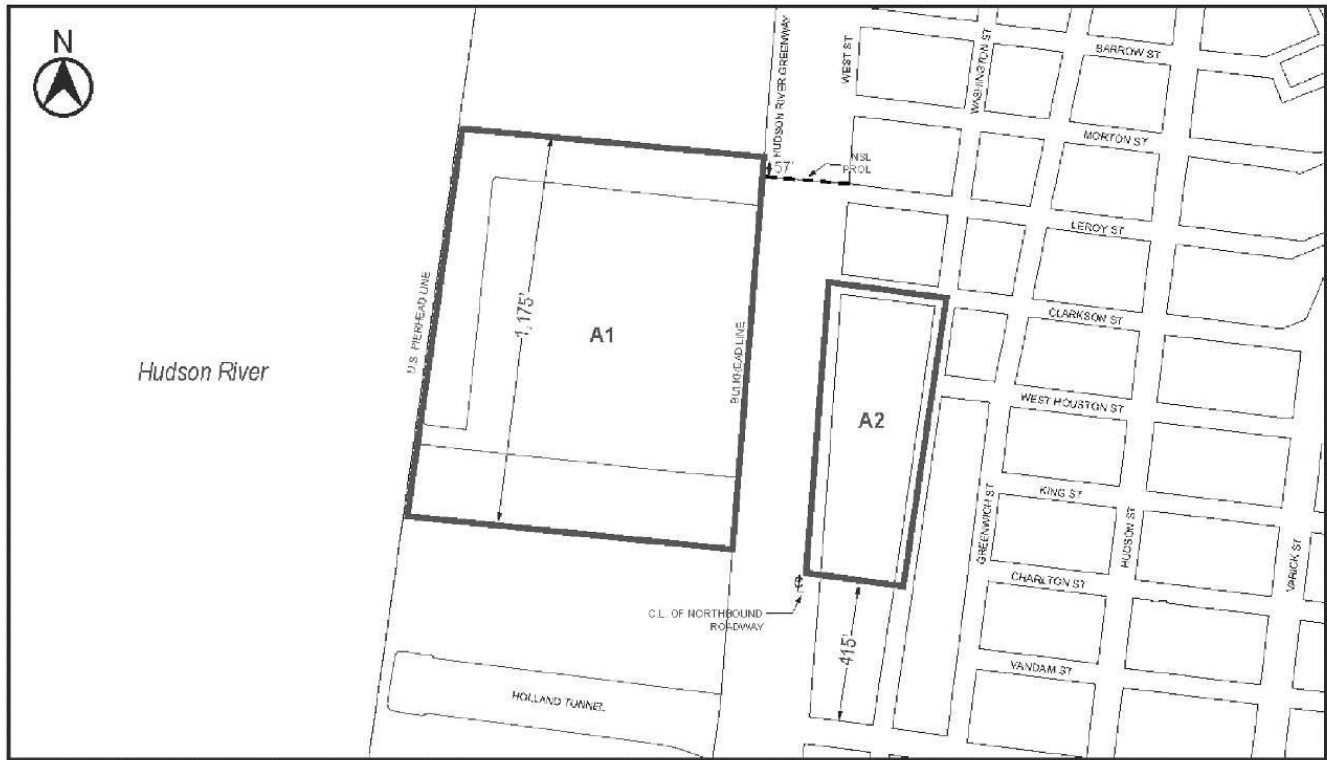 N
HUDSON RIVER GREENWAY
WEST ST
WASHINGTON ST
BARROW ST
MORTON ST
57'
NSL
PROL
LEROY ST
U.S. PIERHEAD LINE
1,175'
A1
BULKHEAD LINE
CLARKSON ST
Hudson River
A2
WEST HOUSTON ST
GREENWICH ST
KING ST
HUDSON ST
VARICK ST
CHARLTON ST
C.L. OF NORTHBOUND
ROADWAY
415'
VANDAM ST
HOLLAND TUNNEL